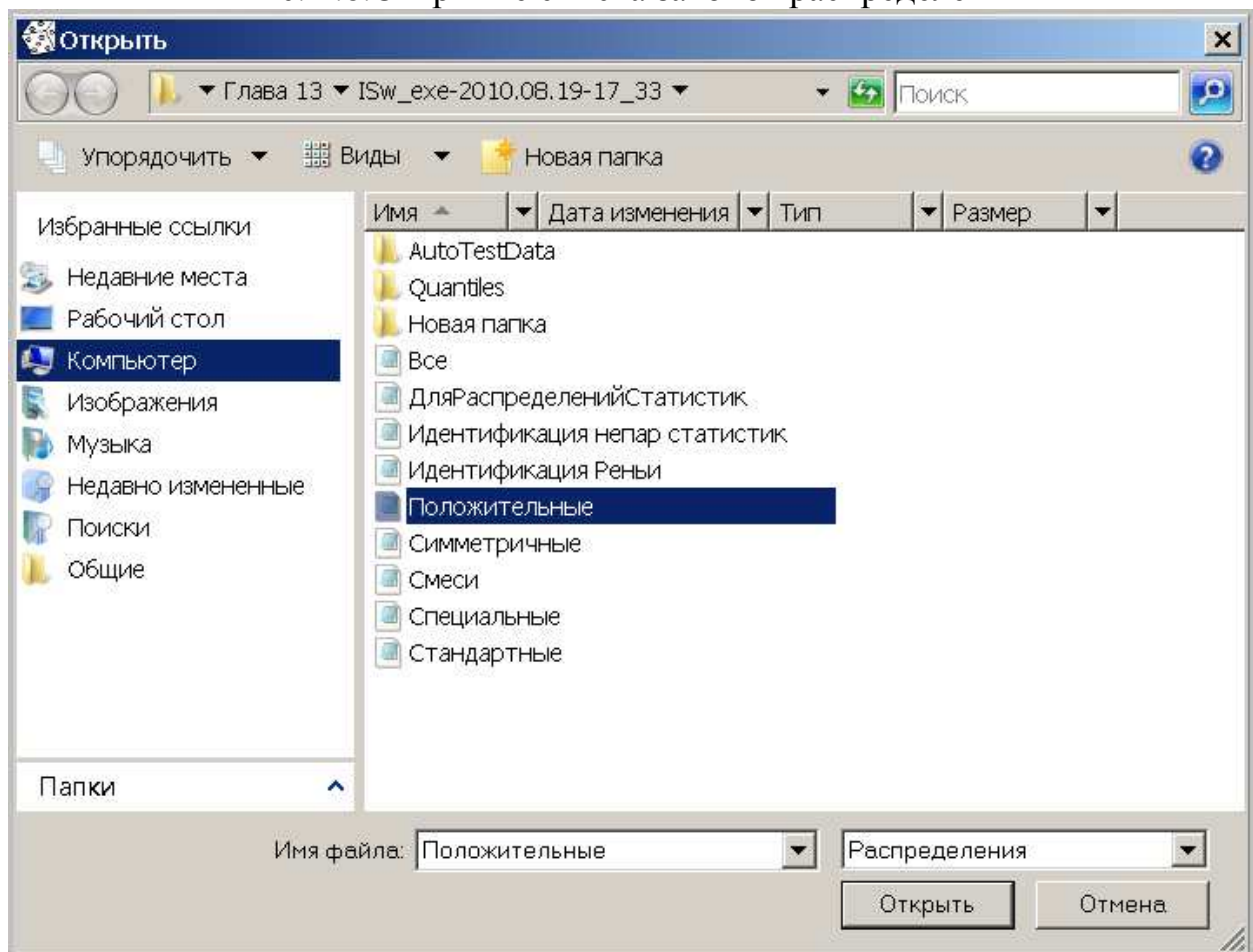 Открыть
Глава 13 ISw_exe-2010.08.19-17_33 Поиск
Упорядочить Виды Новая папка
Избранные ссылки
Недавние места
Рабочий стол
Компьютер
Изображения
Музыка
Недавно измененные
Поиски
Общие
Папки
Имя Дата изменения Тип Размер
AutoTestData
Quantiles
Новая папка
Все
ДляРаспределенийСтатистик
Идентификация непар статистик
Идентификация Реньи
Положительные
Симметричные
Смеси
Специальные
Стандартные
Имя файла: Положительные Распределения
Открыть Отмена